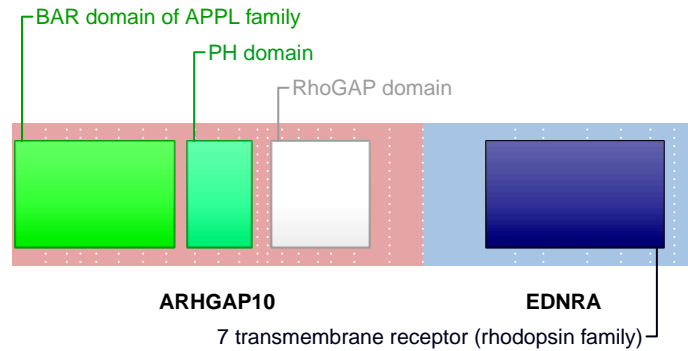 BAR domain of APPL family
PH domain
RhoGAP domain
ARHGAP10
EDNRA
7 transmembrane receptor (rhodopsin family)